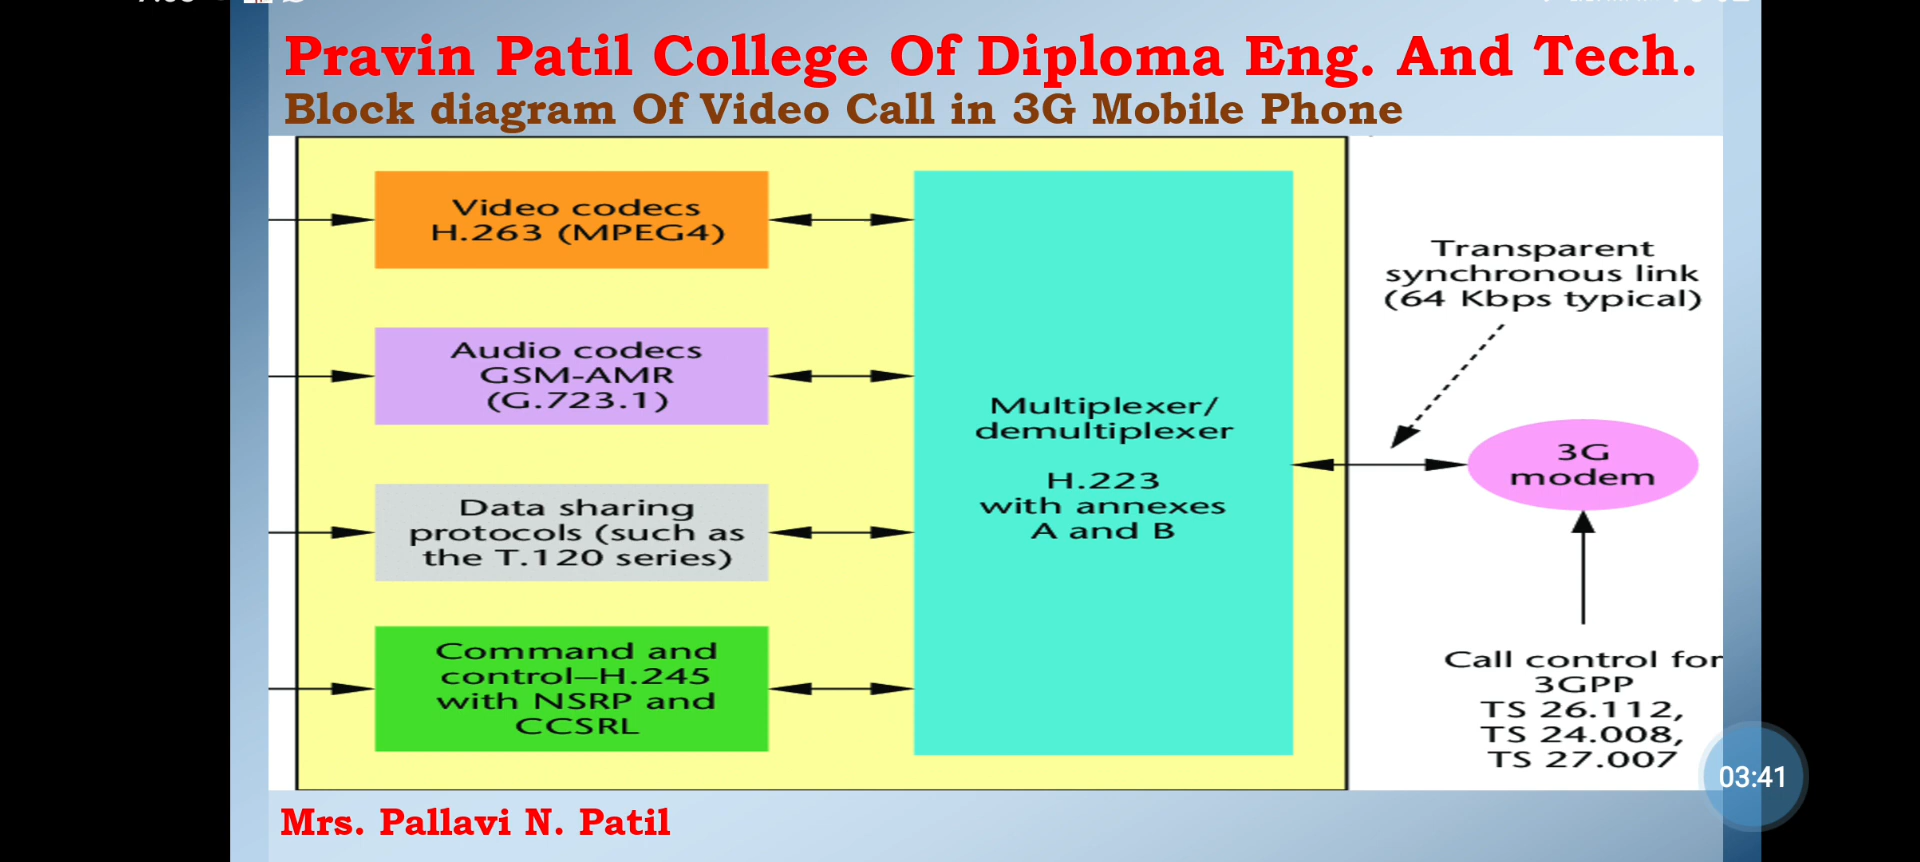 Pravin Patil College Of Diploma Eng. And Tech.
Block diagram Of Video Call in 3G Mobile Phone
Video codecs
H.263 (MPEG4)
Audio codecs
GSM-AMR
(G.723.1)
Data sharing
protocols (such as
the T.120 series)
Command and
control–H.245
with NSRP and
CCSRL
Multiplexer/
demultiplexer
H.223
with annexes
A and B
Transparent
synchronous link
(64 Kbps typical)
3G
modem
Call control for
3GPP
TS 26.112,
TS 24.008,
TS 27.007
03:41
Mrs. Pallavi N. Patil